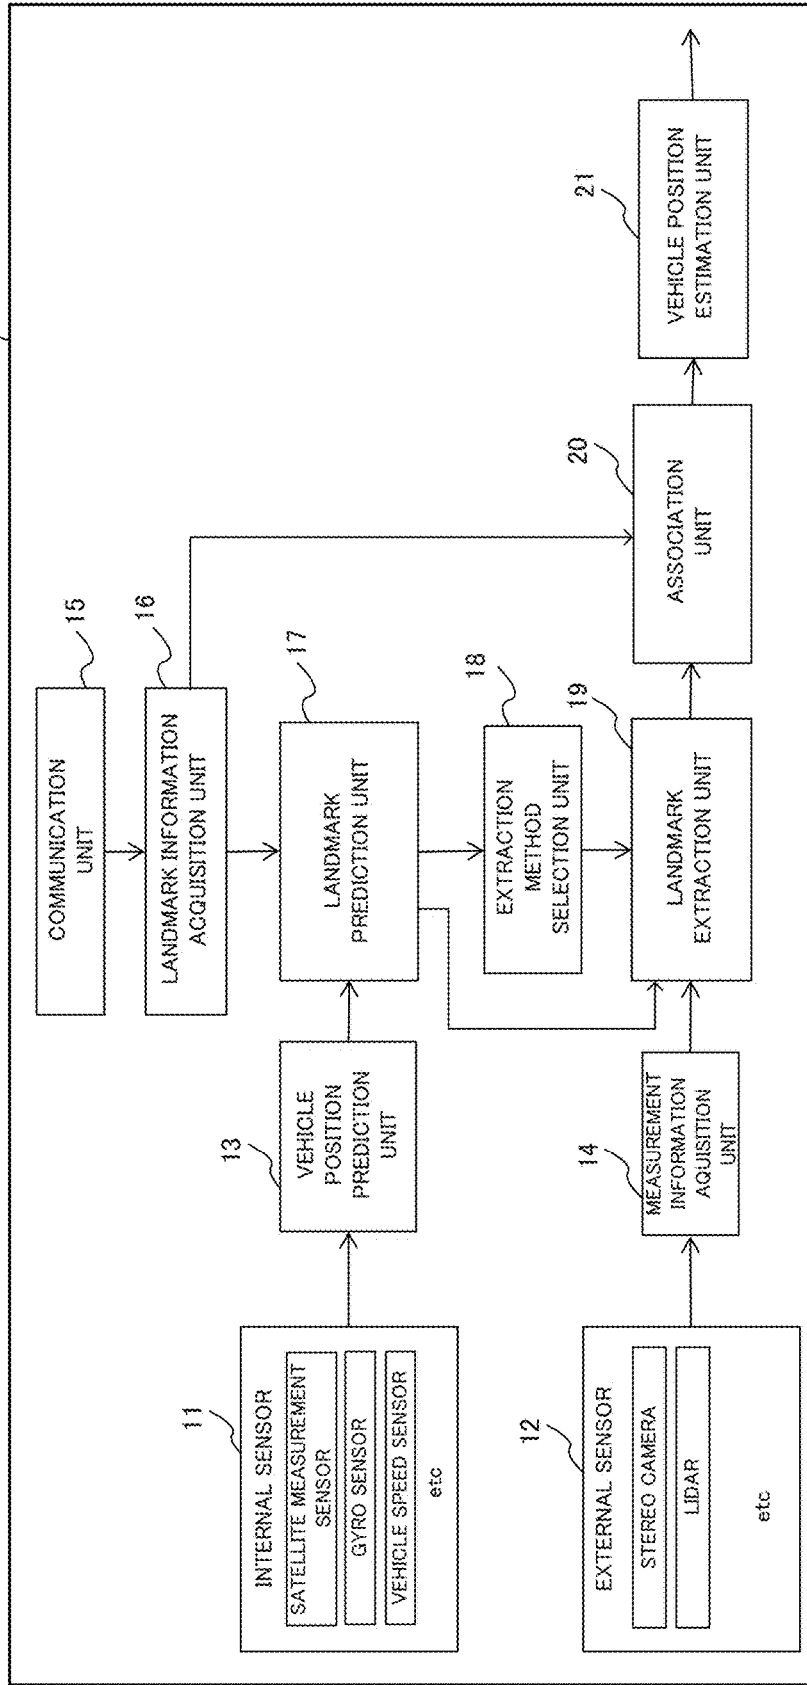 COMMUNICATION
UNIT
15
LANDMARK INFORMATION
ACQUISITION UNIT
16
11
INTERNAL SENSOR
SATELLITE MEASUREMENT
SENSOR
GYRO SENSOR
VEHICLE SPEED SENSOR
etc
13
VEHICLE
POSITION
PREDICTION
UNIT
17
LANDMARK
PREDICTION UNIT
18
EXTRACTION
METHOD
SELECTION UNIT
12
EXTERNAL SENSOR
STEREO CAMERA
LIDAR
etc
14
MEASUREMENT
INFORMATION
AQUISITION
UNIT
19
LANDMARK
EXTRACTION UNIT
20
ASSOCIATION
UNIT
21
VEHICLE POSITION
ESTIMATION UNIT